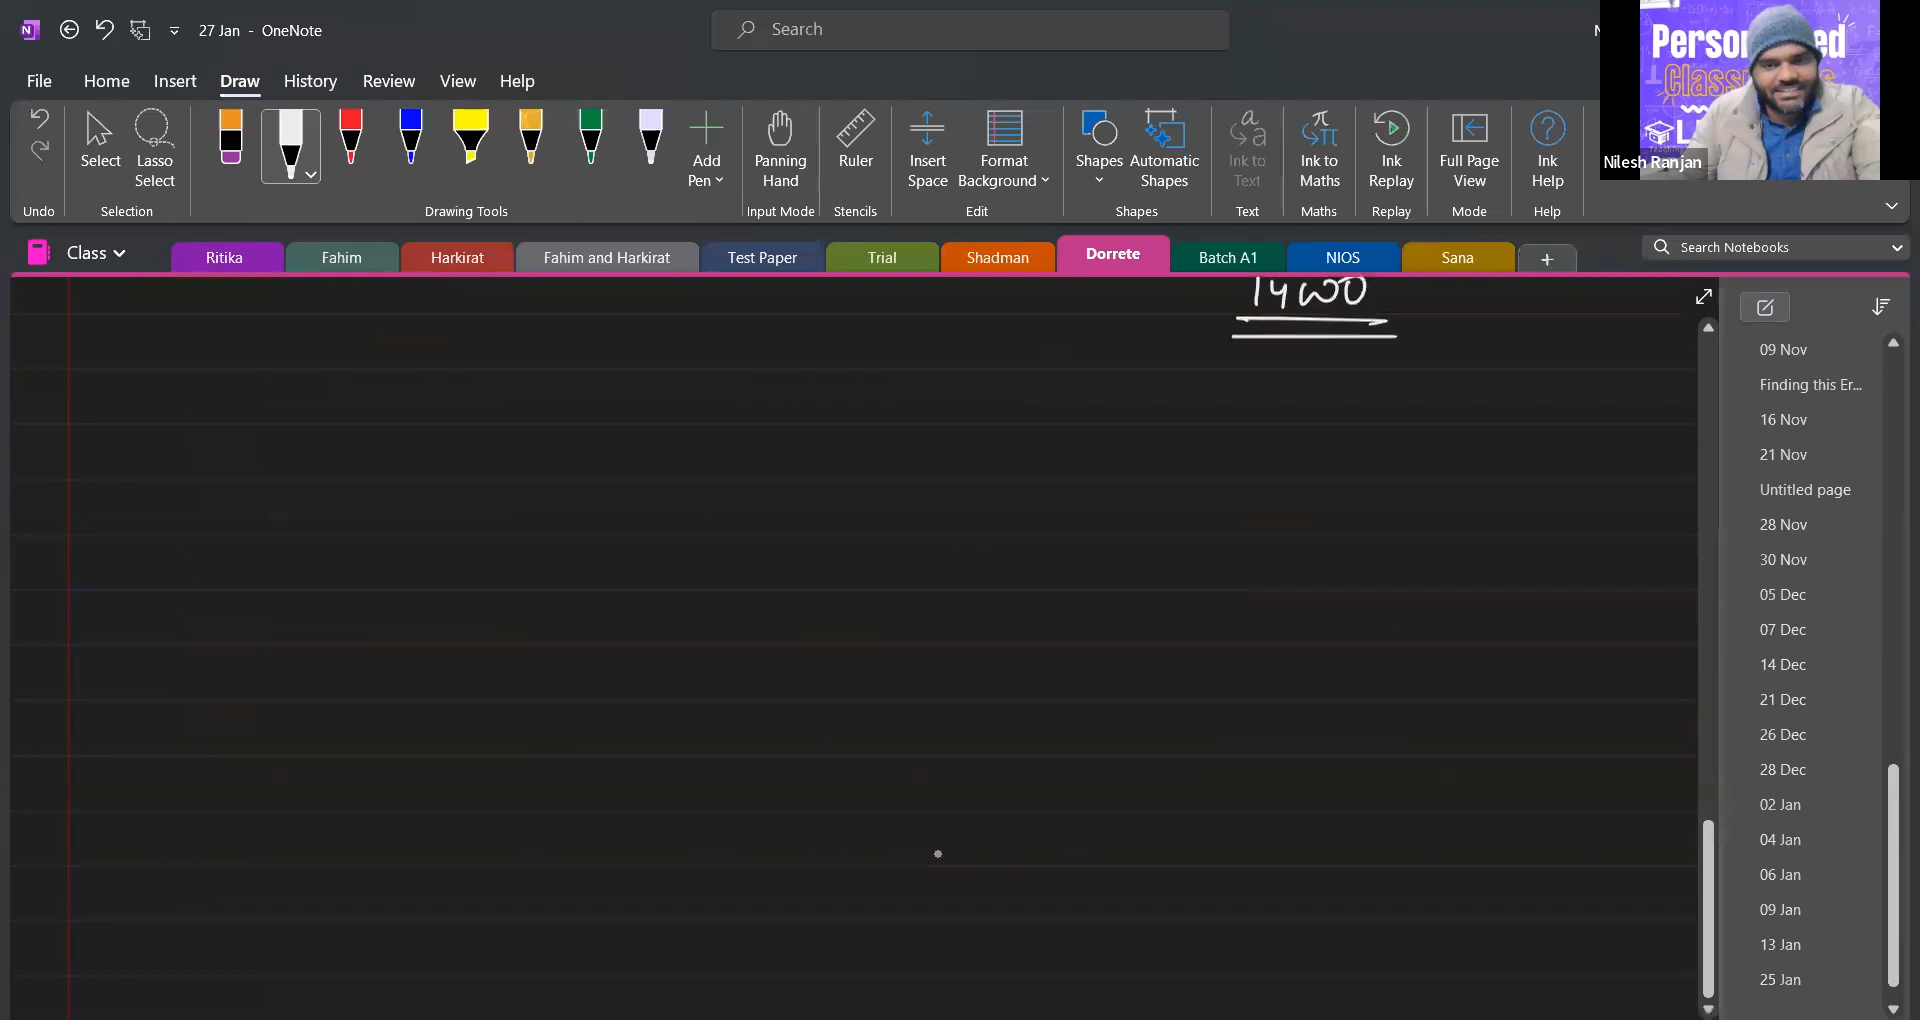 27 Jan - OneNote
Search
Nilesh Ranjan
File Home Insert Draw History Review View Help
Select
Lasso Select
Add Pen
Panning Hand
Ruler
Insert Space
Format Background
Shapes
Automatic Shapes
Ink to Text
Ink to Maths
Ink Replay
Full Page View
Ink Help
Undo Selection Drawing Tools Input Mode Stencils Edit Shapes Text Maths Replay Mode Help
Class Ritika Fahim Harkirat Fahim and Harkirat Test Paper Trial Shadman Dorrete Batch A1 NIOS Sana
Search Notebooks
09 Nov
Finding this Er...
16 Nov
21 Nov
Untitled page
28 Nov
30 Nov
05 Dec
07 Dec
14 Dec
21 Dec
26 Dec
28 Dec
02 Jan
04 Jan
06 Jan
09 Jan
13 Jan
25 Jan